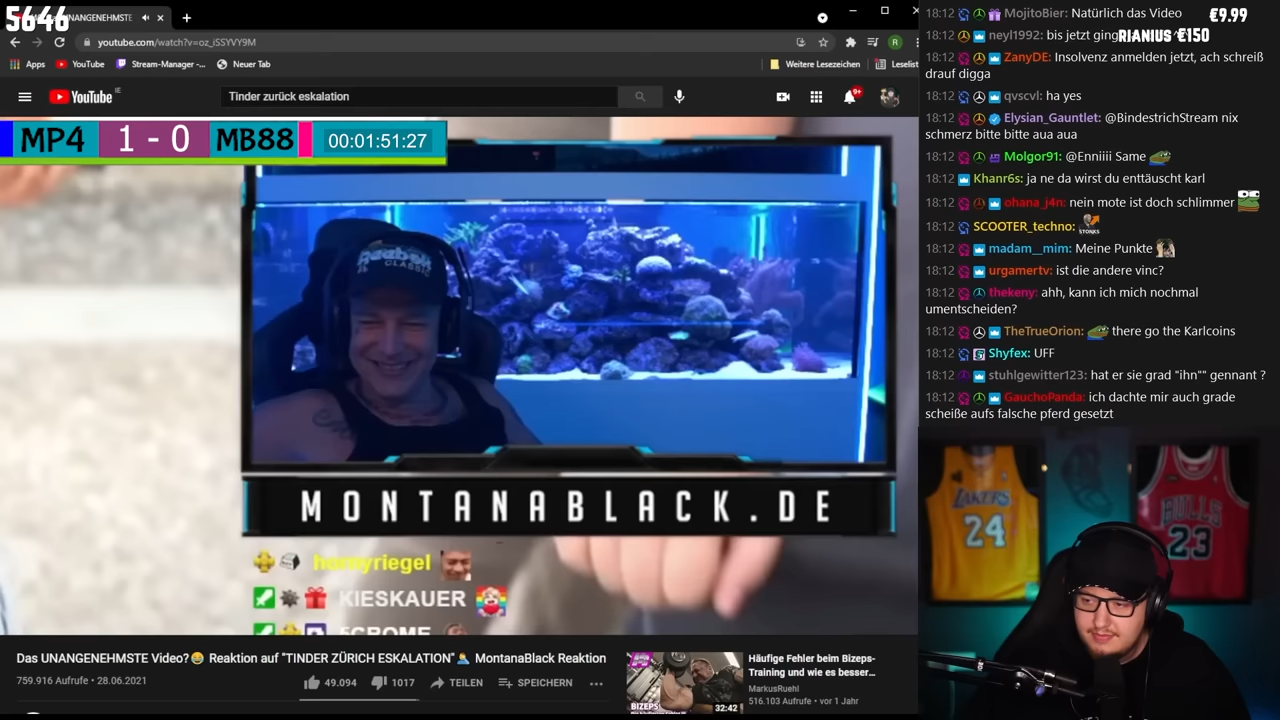 5646
UNANGENEHMSTE
youtube.com/watch?v=oz_iSSYVY9M
Apps
YouTube
Stream-Manager -...
Neuer Tab
Weitere Lesezeichen
Leselist
YouTube IE
Tinder zurück eskalation
9+
R
MP4 1 - 0 MB88 00:01:51:27
Reebok
CLASSIC
MONTANABLACK.DE
hornyriegel
KIESKAUER
5CROME
Das UNANGENEHMSTE Video?😂 Reaktion auf "TINDER ZÜRICH ESKALATION"🤦‍♂️ MontanaBlack Reaktion
759.916 Aufrufe • 28.06.2021
49.094
1017
TEILEN
SPEICHERN
BIZEPS:
32:42
Häufige Fehler beim Bizeps-
Training und wie es besser...
MarkusRuehl
516.103 Aufrufe • vor 1 Jahr
18:12 MojitoBier: Natürlich das Video
€9.99
18:12 neyl1992: bis jetzt ging
RIANIUS €150
18:12 ZanyDE: Insolvenz anmelden jetzt, ach schreiß
drauf digga
18:12 qvscvl: ha yes
18:12 Elysian_Gauntlet: @BindestrichStream nix
schmerz bitte bitte aua aua
18:12 Molgor91: @Enniiii Same
18:12 Khanr6s: ja ne da wirst du enttäuscht karl
18:12 ohana_j4n: nein mote ist doch schlimmer
18:12 SCOOTER_techno:
STONKS
18:12 madam__mim: Meine Punkte
18:12 urgamertv: ist die andere vinc?
18:12 thekeny: ahh, kann ich mich nochmal
umentscheiden?
18:12 TheTrueOrion: there go the Karlcoins
18:12 Shyfex: UFF
18:12 stuhlgewitter123: hat er sie grad "ihn"" gennant ?
18:12 GauchoPanda: ich dachte mir auch grade
scheiße aufs falsche pferd gesetzt
LAKERS
24
BULLS
23